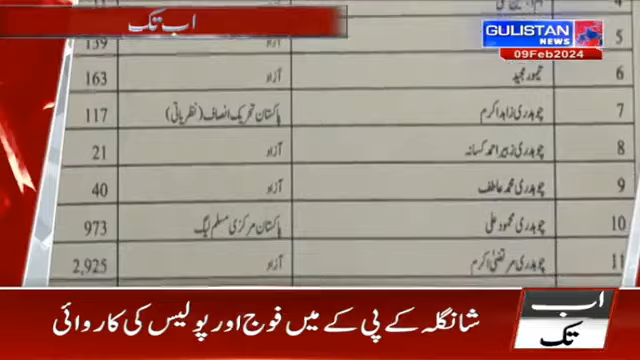 اب تک
GULISTAN
NEWS
09Feb2024
4
5 آزاد 139
6 تیمور مجید آزاد 163
7 چوہدری زاہد اکرم پاکستان تحریک انصاف (نظریاتی) 117
8 چوہدری زبیر احمد کسانہ آزاد 21
9 چوہدری محمد عاطف آزاد 40
10 چوہدری محمود علی پاکستان مرکزی مسلم لیگ 973
11 چوہدری مرتضیٰ اکرم آزاد 2,925
شانگلہ کے پی کے میں فوج اور پولیس کی کاروائی
اب
تک